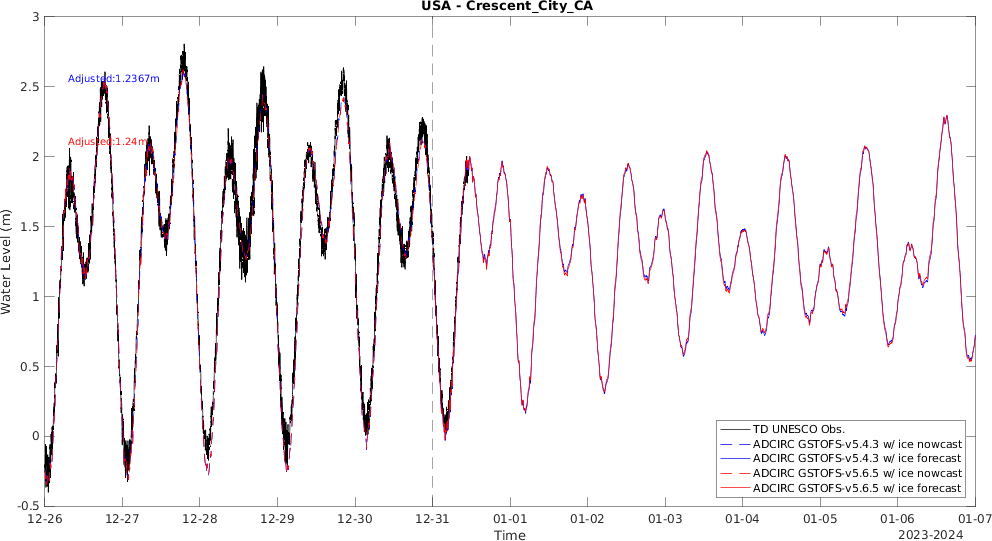 USA - Crescent_City_CA
3
2.5
2
1.5
1
0.5
0
-0.5
Water Level (m)
Adjusted:1.2367m
Adjusted:1.24m
TD UNESCO Obs.
ADCIRC GSTOFS-v5.4.3 w/ ice nowcast
ADCIRC GSTOFS-v5.4.3 w/ ice forecast
ADCIRC GSTOFS-v5.6.5 w/ ice nowcast
ADCIRC GSTOFS-v5.6.5 w/ ice forecast
12-26 12-27 12-28 12-29 12-30 12-31 01-01 01-02 01-03 01-04 01-05 01-06 01-07
Time
2023-2024